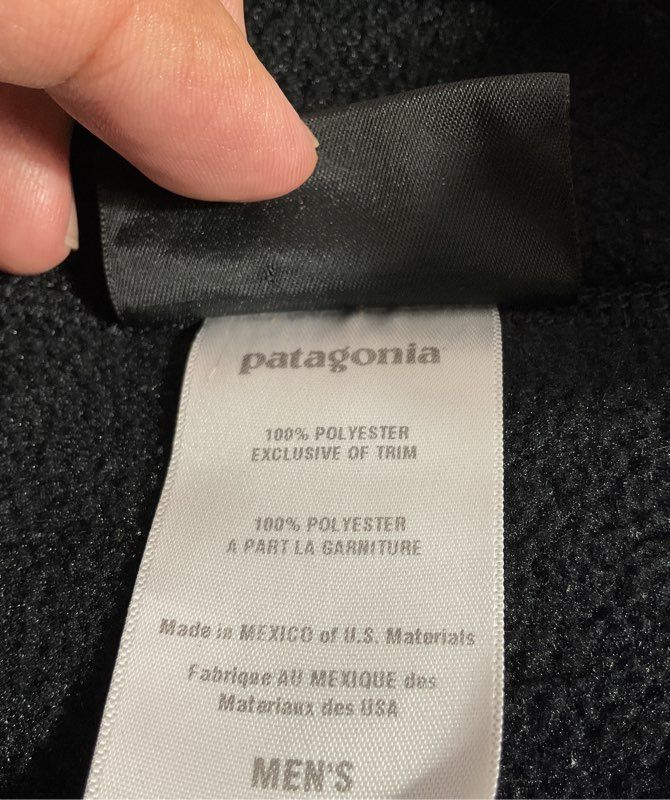 patagonia
100% POLYESTER
EXCLUSIVE OF TRIM
100% POLYESTER
A PART LA GARNITURE
Made in MEXICO of U.S. Materials
Fabrique AU MEXIQUE des
Materiaux des USA
MEN'S